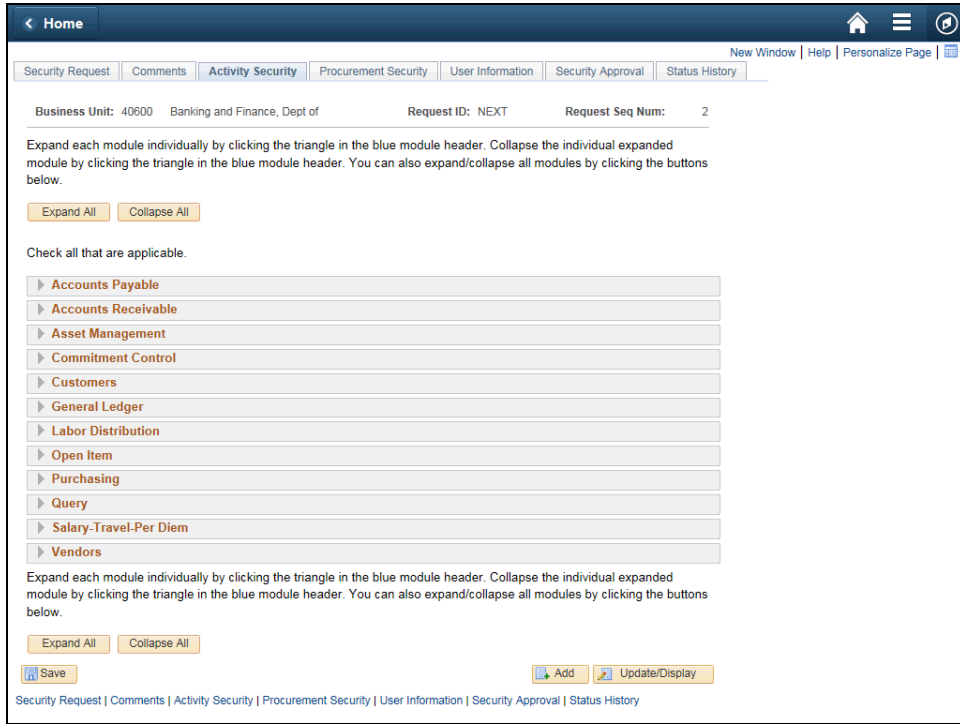 Home
New Window | Help | Personalize Page |
Security Request Comments Activity Security Procurement Security User Information Security Approval Status History
Business Unit: 40600 Banking and Finance, Dept of Request ID: NEXT Request Seq Num: 2
Expand each module individually by clicking the triangle in the blue module header. Collapse the individual expanded
module by clicking the triangle in the blue module header. You can also expand/collapse all modules by clicking the buttons
below.
Expand All Collapse All
Check all that are applicable.
Accounts Payable
Accounts Receivable
Asset Management
Commitment Control
Customers
General Ledger
Labor Distribution
Open Item
Purchasing
Query
Salary-Travel-Per Diem
Vendors
Expand each module individually by clicking the triangle in the blue module header. Collapse the individual expanded
module by clicking the triangle in the blue module header. You can also expand/collapse all modules by clicking the buttons
below.
Expand All Collapse All
Save Add Update/Display
Security Request | Comments | Activity Security | Procurement Security | User Information | Security Approval | Status History